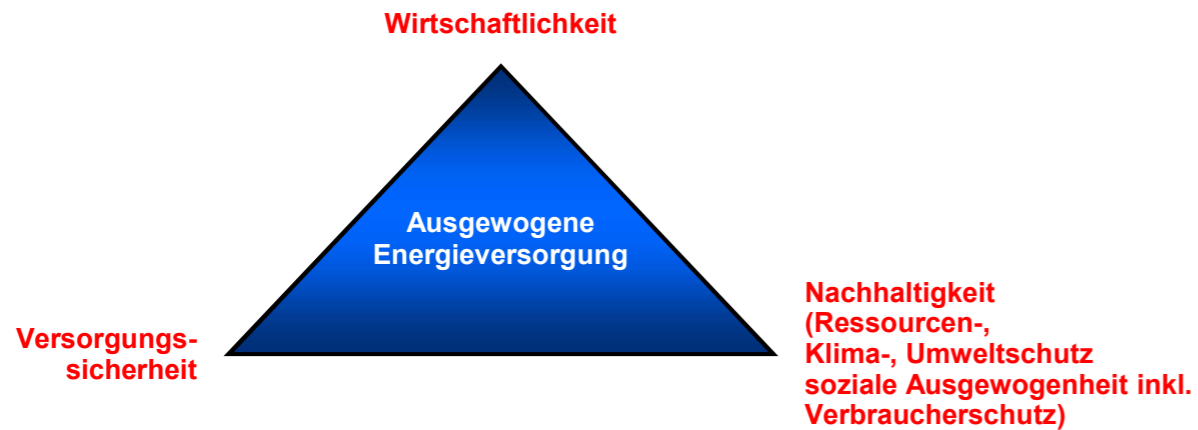 Wirtschaftlichkeit
Ausgewogene
Energieversorgung
Versorgungs-
sicherheit
Nachhaltigkeit
(Ressourcen-,
Klima-, Umweltschutz
soziale Ausgewogenheit inkl.
Verbraucherschutz)